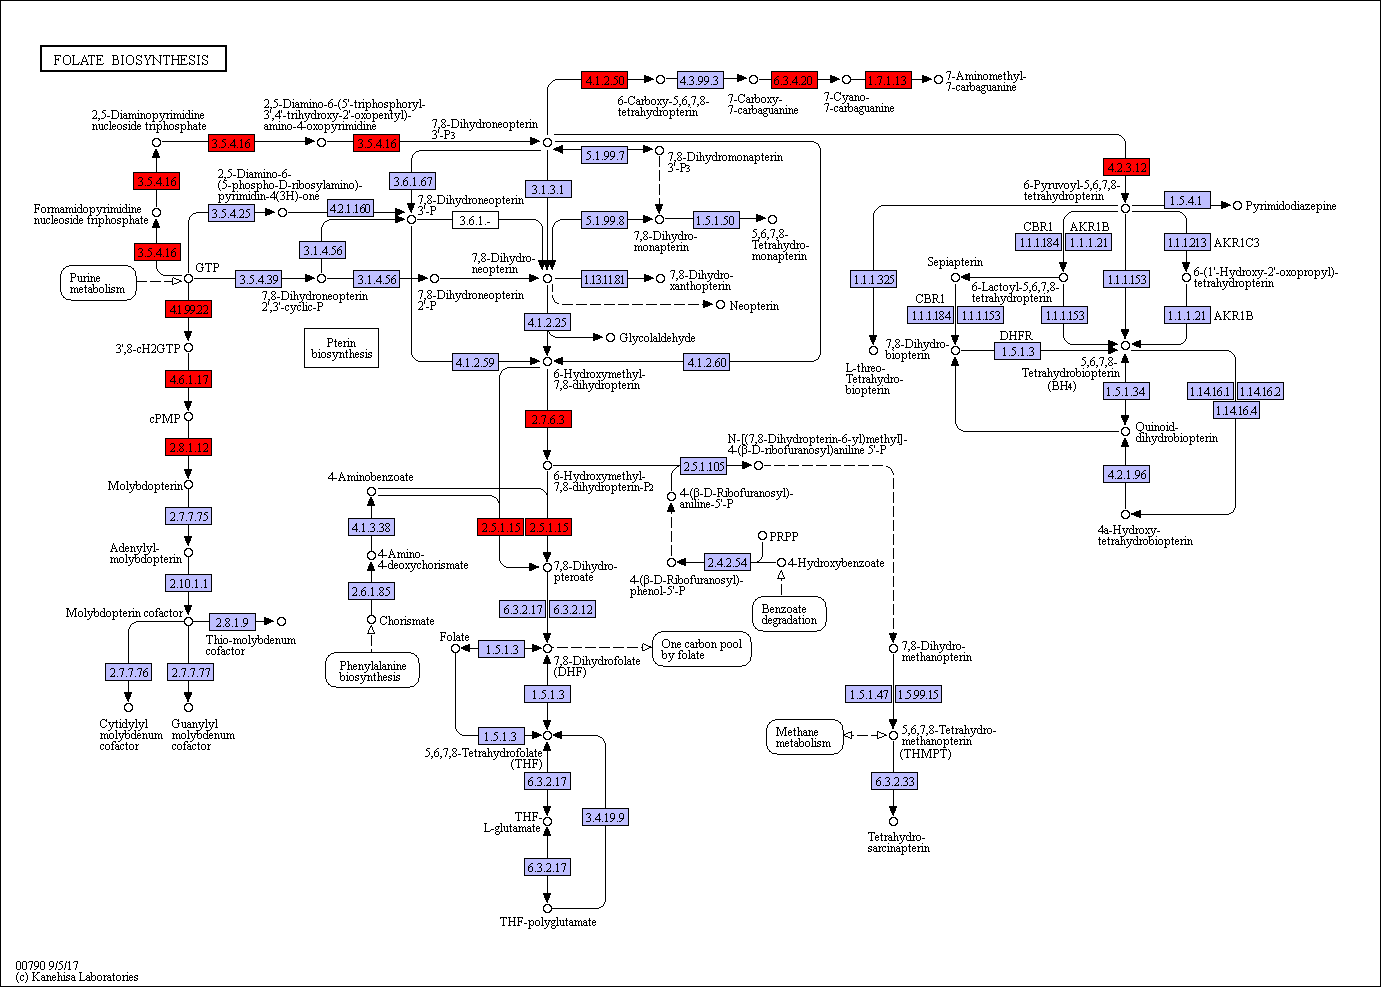 FOLATE BIOSYNTHESIS
4.1.2.50
4.3.99.3
6.3.4.20
1.7.1.13
7-Aminomethyl-
7-carbaguanine
6-Carboxy-5,6,7,8-
tetrahydropterin
7-Carboxy-
7-carbaguanine
7-Cyano-
7-carbaguanine
2,5-Diaminopyrimidine
nucleoside triphosphate
2,5-Diamino-6-(5'-triphosphoryl-
3',4'-trihydroxy-2'-oxopentyl)-
amino-4-oxopyrimidine
7,8-Dihydroneopterin
3'-P3
3.5.4.16
3.5.4.16
5.1.99.7
7,8-Dihydromonapterin
3'-P3
4.2.3.12
3.5.4.16
2,5-Diamino-6-
(5-phospho-D-ribosylamino)-
pyrimidin-4(3H)-one
3.6.1.67
3.1.3.1
6-Pyruvoyl-5,6,7,8-
tetrahydropterin
1.5.4.1
Pyrimidodiazepine
Formamidopyrimidine
nucleoside triphosphate
3.5.4.25
4.2.1.160
7,8-Dihydroneopterin
3'-P
3.6.1.-
5.1.99.8
1.5.1.50
7,8-Dihydro-
monapterin
5,6,7,8-
Tetrahydro-
monapterin
CBR1
AKR1B
1.1.1.184
1.1.1.21
1.1.1.213
AKR1C3
3.5.4.16
3.1.4.56
Purine
metabolism
GTP
3.5.4.39
3.1.4.56
7,8-Dihydro-
neopterin
1.13.11.81
7,8-Dihydro-
xanthopterin
1.1.1.325
Sepiapterin
6-Lactoyl-5,6,7,8-
tetrahydropterin
1.1.1.153
6-(1'-Hydroxy-2'-oxopropyl)-
tetrahydropterin
7,8-Dihydroneopterin
2',3'-cyclic-P
7,8-Dihydroneopterin
2'-P
Neopterin
4.1.99.22
4.1.2.25
CBR1
1.1.1.184
1.1.1.153
1.1.1.153
1.1.1.21
AKR1B
3',8-cH2GTP
Pterin
biosynthesis
Glycolaldehyde
DHFR
7,8-Dihydro-
biopterin
1.5.1.3
5,6,7,8-
Tetrahydrobiopterin
(BH4)
4.1.2.59
4.1.2.60
6-Hydroxymethyl-
7,8-dihydropterin
L-threo-
Tetrahydro-
biopterin
4.6.1.17
1.5.1.34
1.14.16.1
1.14.16.2
1.14.16.4
cPMP
2.7.6.3
Quinoid-
dihydrobiopterin
2.8.1.12
N-[(7,8-Dihydropterin-6-yl)methyl]-
4-(β-D-ribofuranosyl)aniline 5'-P
2.5.1.105
4.2.1.96
Molybdopterin
4-Aminobenzoate
6-Hydroxymethyl-
7,8-dihydropterin-P2
4-(β-D-Ribofuranosyl)-
aniline-5'-P
2.7.7.75
4.1.3.38
2.5.1.15
2.5.1.15
4a-Hydroxy-
tetrahydrobiopterin
PRPP
Adenylyl-
molybdopterin
4-Amino-
4-deoxychorismate
7,8-Dihydro-
pteroate
2.4.2.54
4-Hydroxybenzoate
2.10.1.1
2.6.1.85
4-(β-D-Ribofuranosyl)-
phenol-5'-P
Molybdopterin cofactor
2.8.1.9
Thio-molybdenum
cofactor
Chorismate
6.3.2.17
6.3.2.12
Benzoate
degradation
Folate
1.5.1.3
7,8-Dihydrofolate
(DHF)
One carbon pool
by folate
7,8-Dihydro-
methanopterin
2.7.7.76
2.7.7.77
Phenylalanine
biosynthesis
1.5.1.3
1.5.1.47
1.5.99.15
Cytidylyl
molybdenum
cofactor
Guanylyl
molybdenum
cofactor
1.5.1.3
5,6,7,8-Tetrahydrofolate
(THF)
Methane
metabolism
5,6,7,8-Tetrahydro-
methanopterin
(THMPT)
6.3.2.17
6.3.2.33
THF-
L-glutamate
3.4.19.9
Tetrahydro-
sarcinapterin
6.3.2.17
THF-polyglutamate
00790 9/5/17
(c) Kanehisa Laboratories